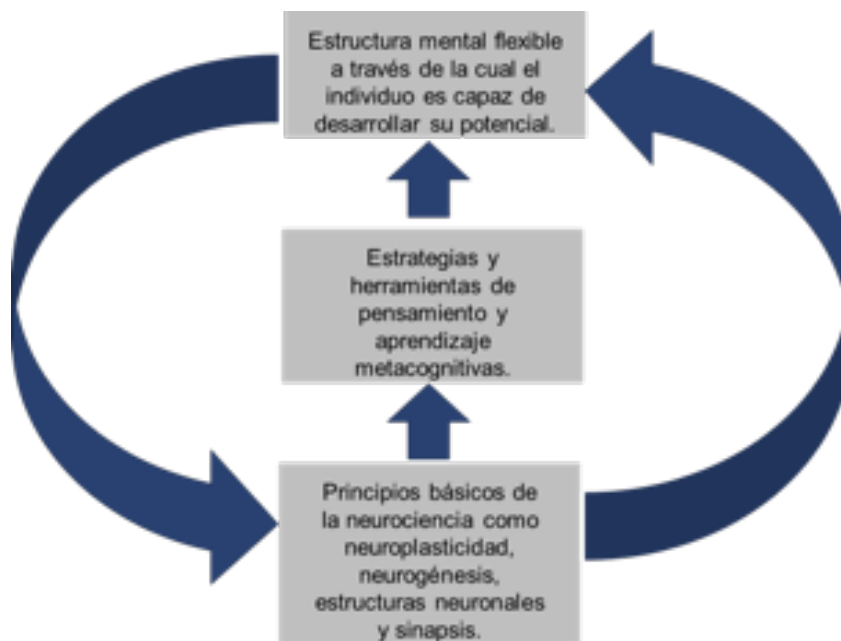 Estructura mental flexible
a través de la cual el
individuo es capaz de
desarrollar su potencial.
Estrategias y
herramientas de
pensamiento y
aprendizaje
metacognitivas.
Principios básicos de
la neurociencia como
neuroplasticidad,
neurogénesis,
estructuras neuronales
y sinapsis.